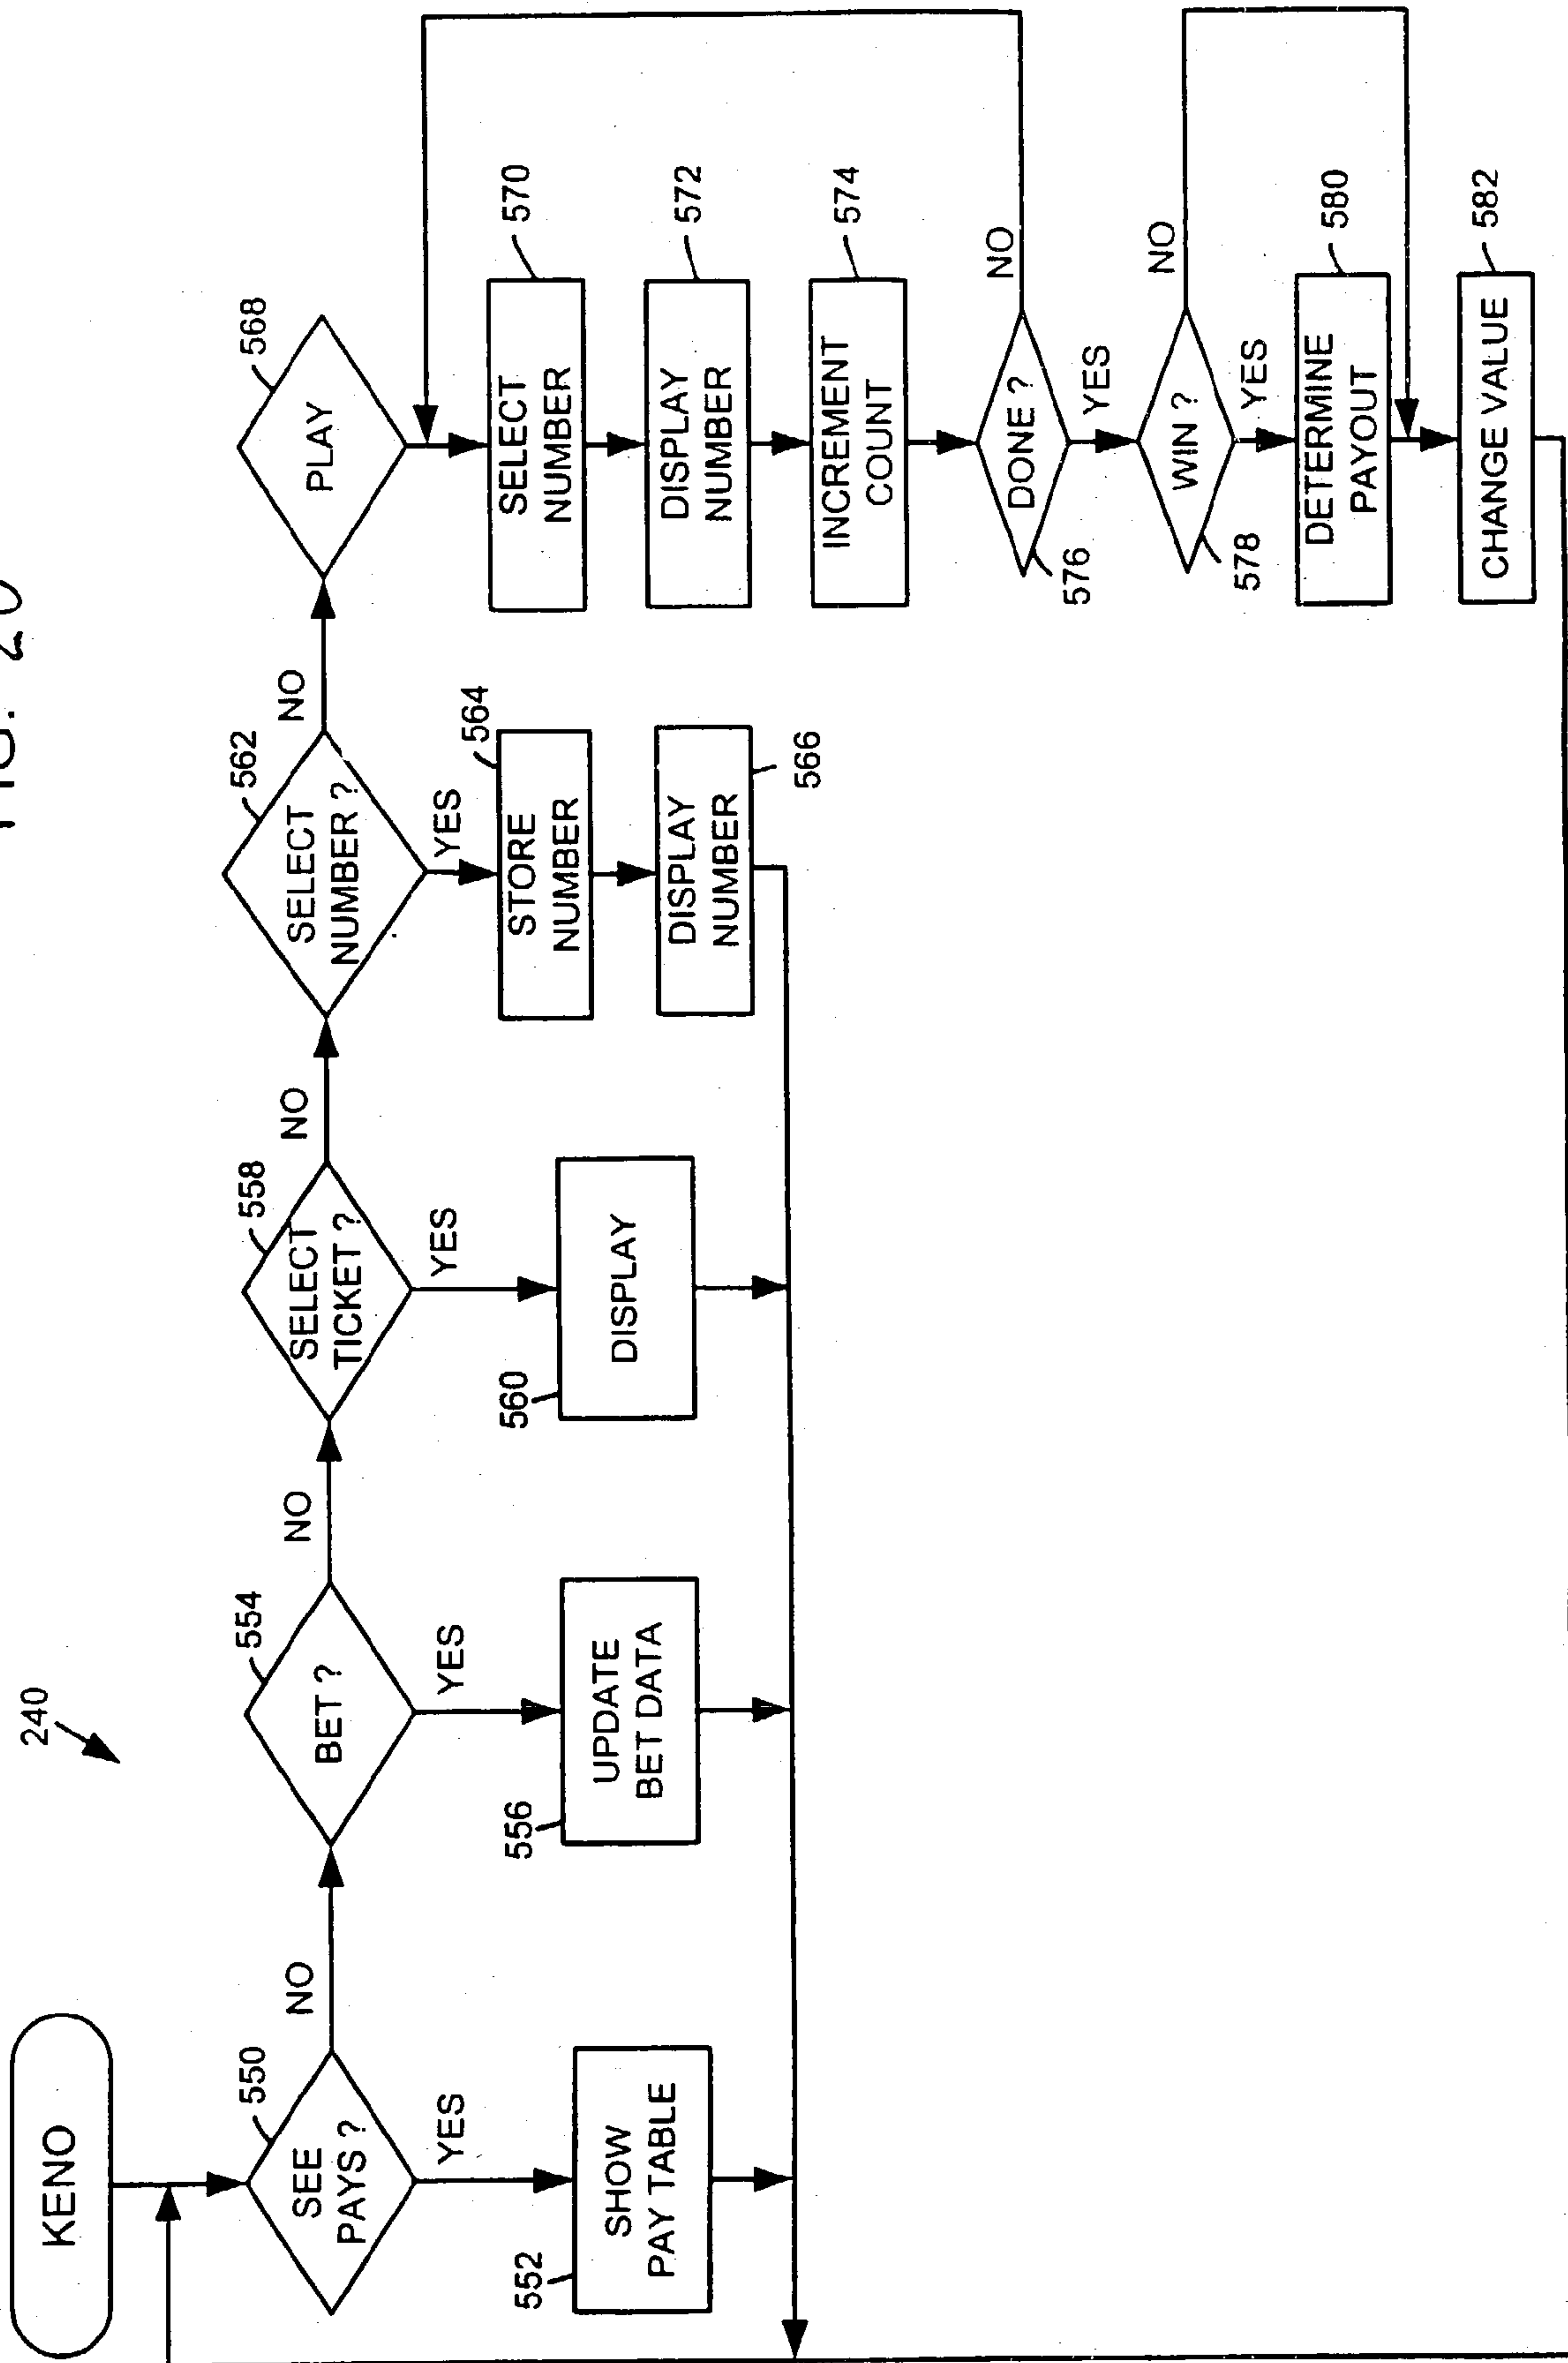 FIG. 20
240
KENO
SEE
PAYS ?
550
NO
YES
SHOW
PAY TABLE
552
BET ?
554
NO
YES
UPDATE
BET DATA
556
SELECT
TICKET ?
558
NO
YES
DISPLAY
560
SELECT
NUMBER ?
562
NO
YES
STORE
NUMBER
564
DISPLAY
NUMBER
566
PLAY
568
SELECT
NUMBER
570
DISPLAY
NUMBER
572
INCREMENT
COUNT
574
DONE ?
576
NO
YES
WIN ?
578
NO
YES
DETERMINE
PAYOUT
580
CHANGE VALUE
582